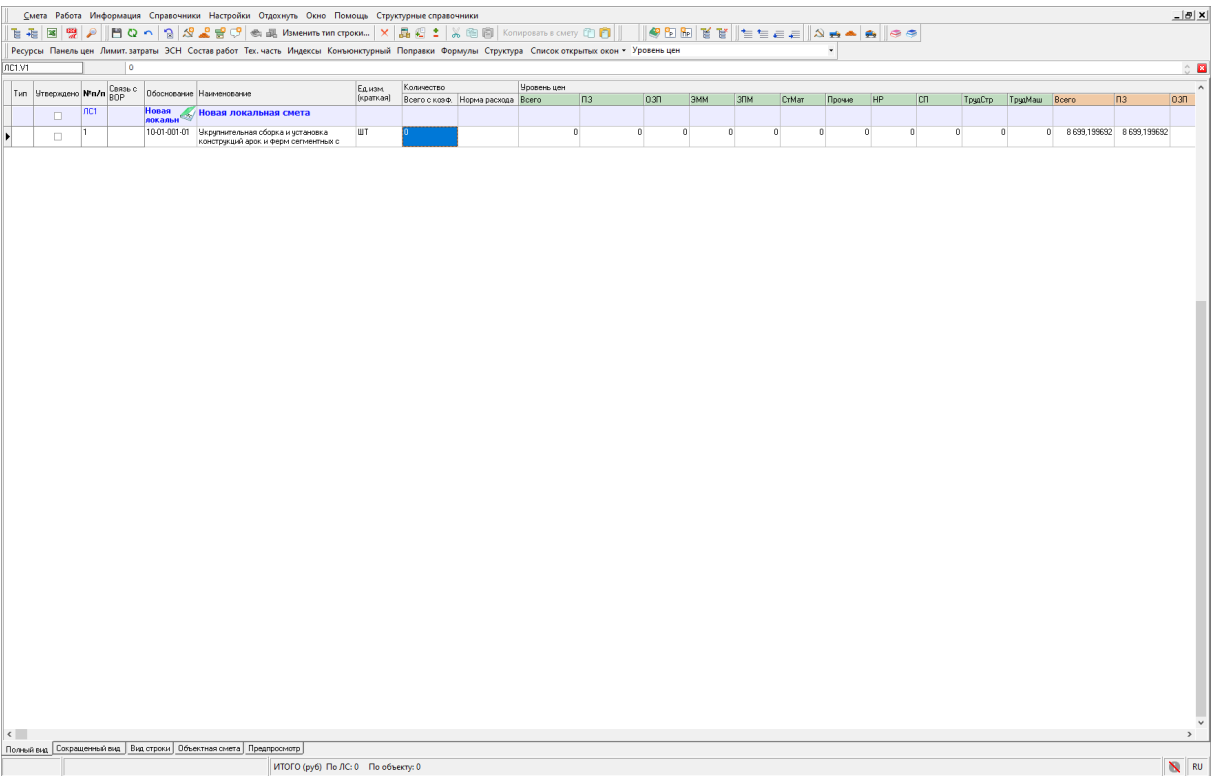 Смета Работа Информация Справочники Настройки Отдохнуть Окно Помощь Структурные справочники
Изменить тип строки... Копировать в смету
Ресурсы Панель цен Лимит. затраты ЭСН Состав работ Тех. часть Индексы Конъюнктурный Поправки Формулы Структура Список открытых окон Уровень цен
ЛС1.V1 0
Тип Утверждено №п/п Связь с ВОР Обоснование Наименование Ед.изм. (краткая) Количество Уровень цен
Всего с коэф. Норма расхода Всего ПЗ ОЗП ЭММ ЗПМ СтМат Прочие НР СП ТрудСтр ТрудМаш Всего ПЗ ОЗП
ЛС1 Новая локальн Новая локальная смета
1 10-01-001-01 Укрупнительная сборка и установка конструкций арок и ферм сегментных с ШТ 0 0 0 0 0 0 0 0 0 0 0 0 8 699,199692 8 699,199692
Полный вид Сокращенный вид Вид строки Объектная смета Предпросмотр
ИТОГО (руб) По ЛС: 0 По объекту: 0 RU